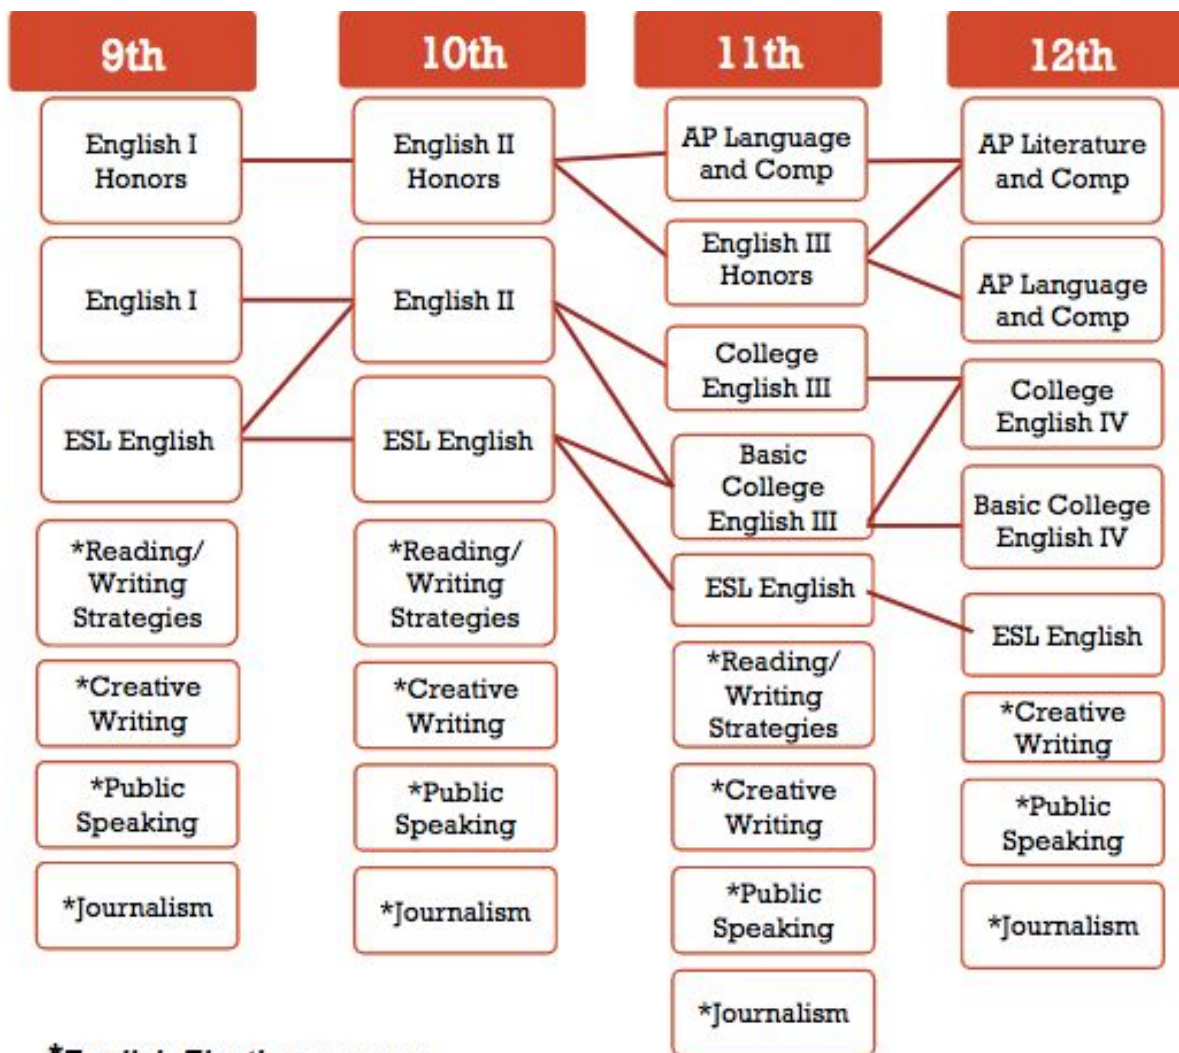 9th
10th
11th
12th
English I
Honors
English II
Honors
AP Language
and Comp
AP Literature
and Comp
English I
English II
English III
Honors
AP Language
and Comp
ESL English
ESL English
College
English III
College
English IV
Basic
College
English III
Basic College
English IV
*Reading/
Writing
Strategies
*Reading/
Writing
Strategies
ESL English
ESL English
*Creative
Writing
*Creative
Writing
*Reading/
Writing
Strategies
*Creative
Writing
*Public
Speaking
*Public
Speaking
*Creative
Writing
*Public
Speaking
*Journalism
*Journalism
*Public
Speaking
*Journalism
*Journalism